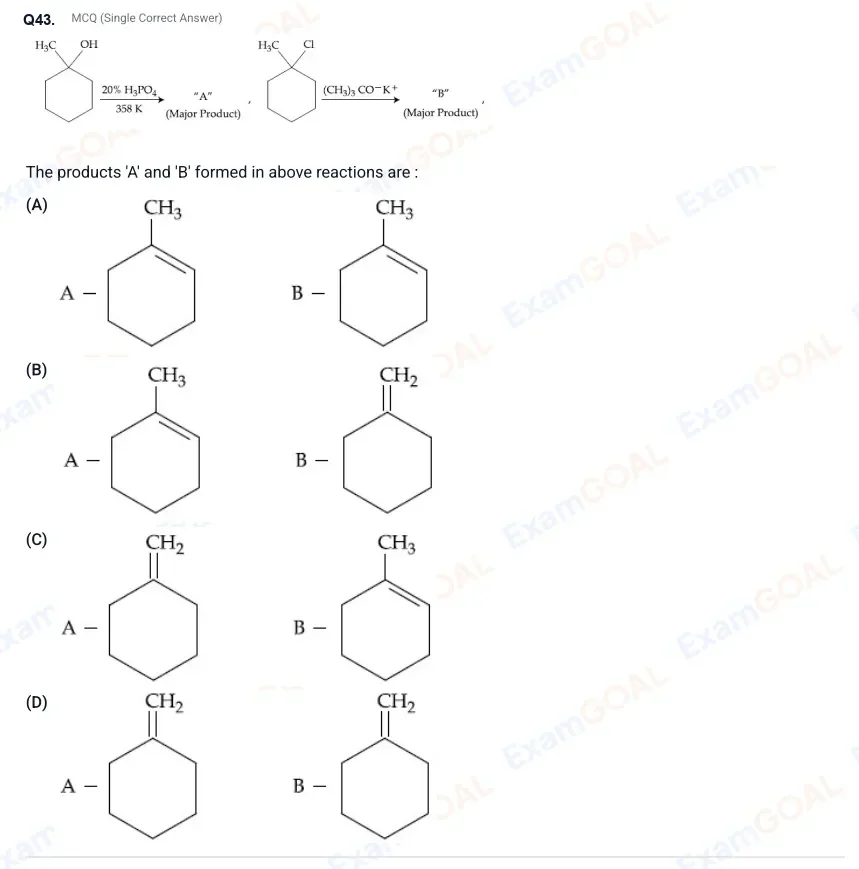 Q43. MCQ (Single Correct Answer)
H₃C OH H₃C Cl
20% H₃PO₄ "A" , (CH₃)₃ CO⁻K⁺ "B" ,
358 K (Major Product) (Major Product)
The products 'A' and 'B' formed in above reactions are :
(A)
CH₃ CH₃
A – B –
(B)
CH₃ CH₂
A – B –
(C)
CH₂ CH₃
A – B –
(D)
CH₂ CH₂
A – B –
ExamGOAL